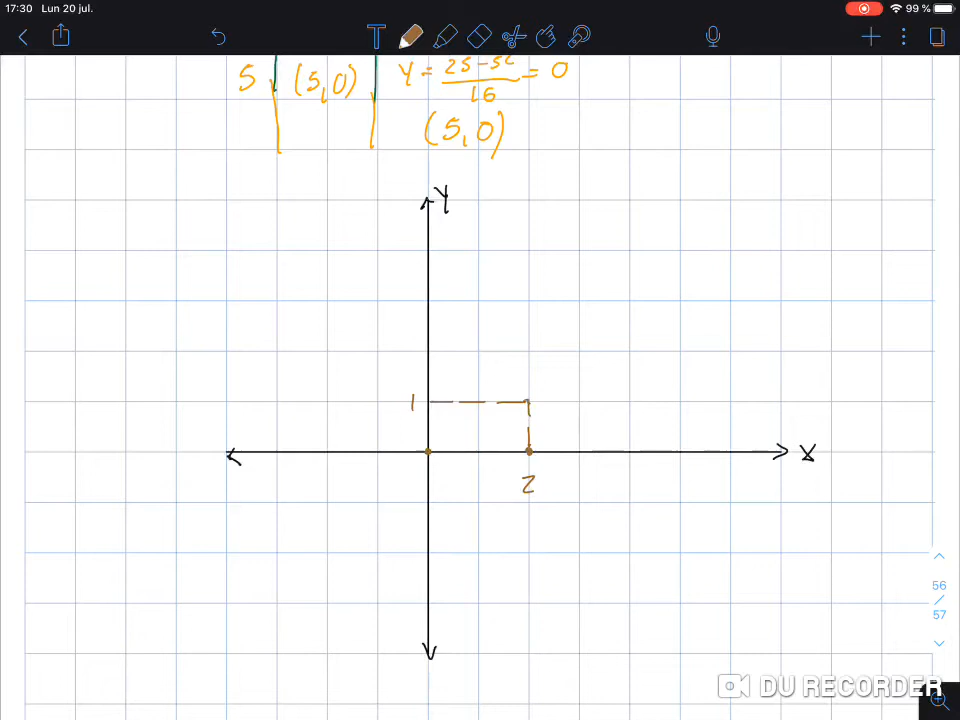 17:30 Lun 20 jul. 99 %
5 (5,0) Y = 25-5C/16 = 0
(5,0)
Y
1
X
2
56
/
57
DU RECORDER